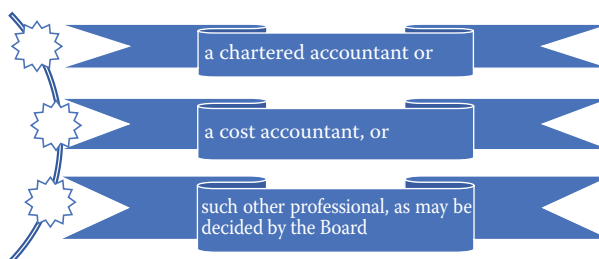 a chartered accountant or
a cost accountant, or
such other professional, as may be
decided by the Board